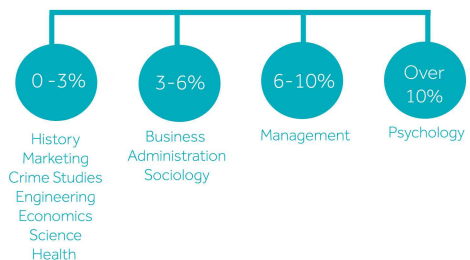 0 -3%
History
Marketing
Crime Studies
Engineering
Economics
Science
Health
3-6%
Business
Administration
Sociology
6-10%
Management
Over
10%
Psychology